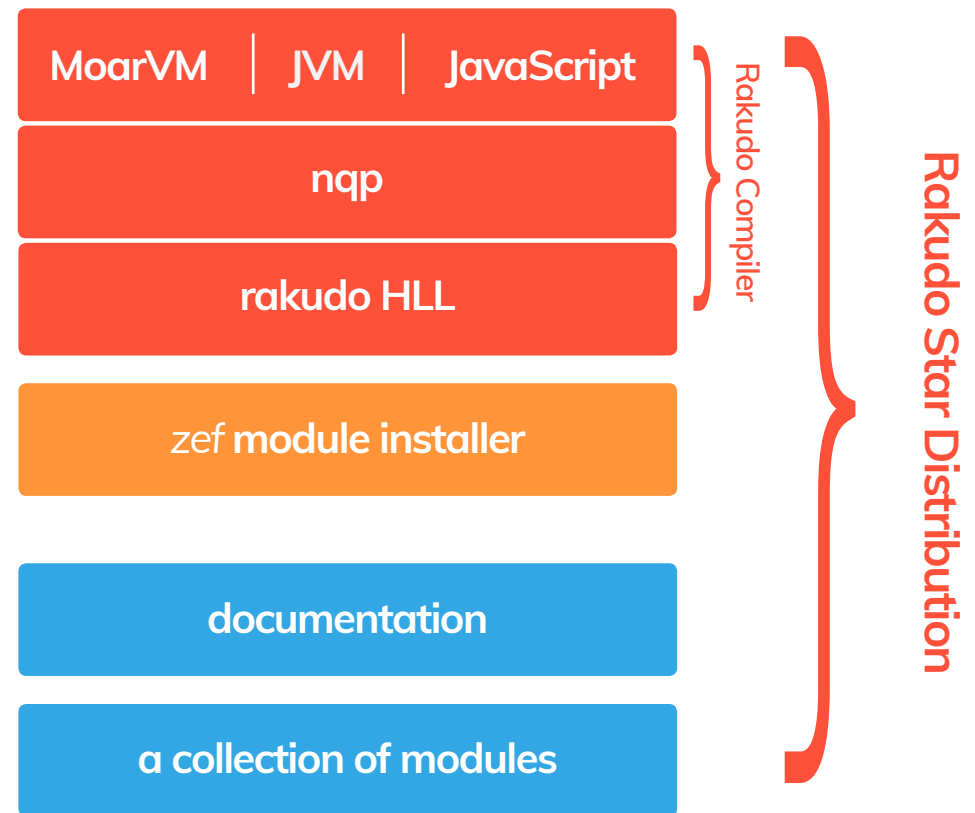 MoarVM | JVM | JavaScript
nqp
rakudo HLL
Rakudo Compiler
zef module installer
documentation
a collection of modules
Rakudo Star Distribution